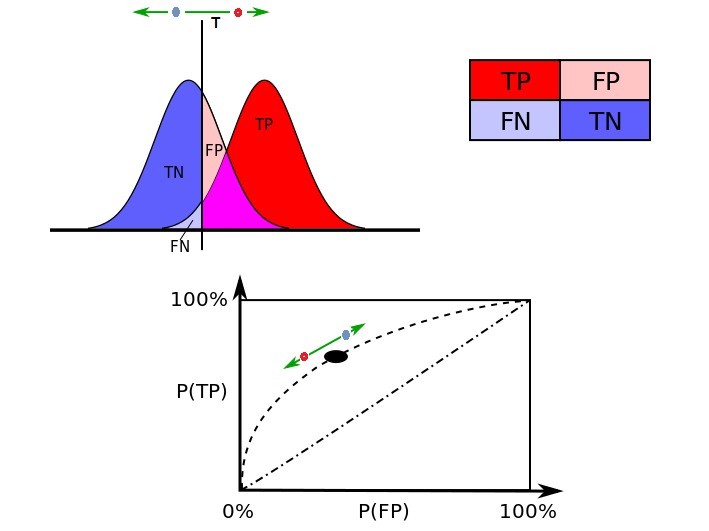 T
TP
FP
TN
FN
TP FP
FN TN
100%
P(TP)
0% P(FP) 100%